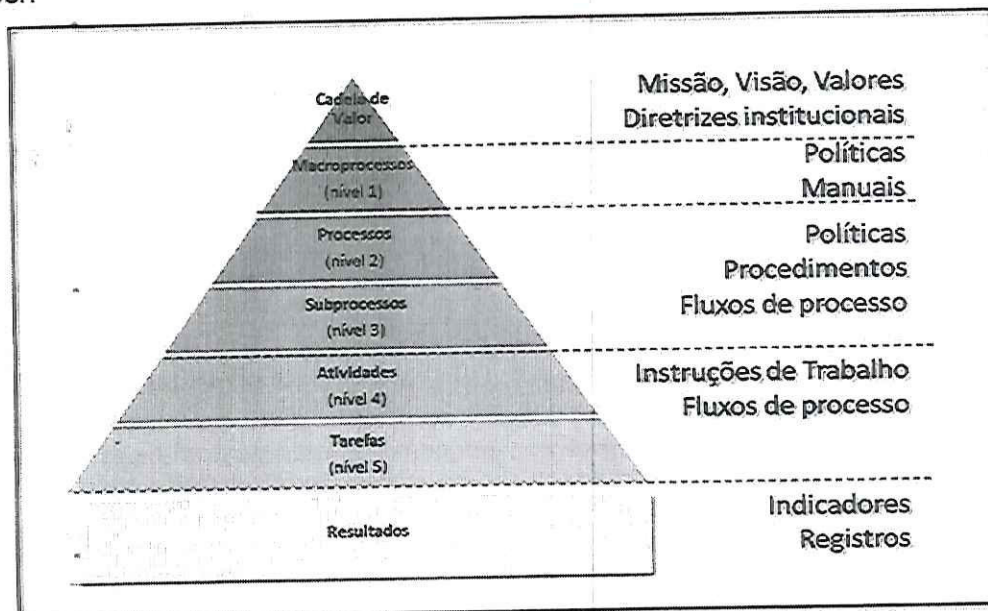 Cadeia de
Valor
Missão, Visão, Valores
Diretrizes institucionais
Macroprocessos
(nível 1)
Políticas
Manuais
Processos
(nível 2)
Subprocessos
(nível 3)
Políticas
Procedimentos
Fluxos de processo
Atividades
(nível 4)
Tarefas
(nível 5)
Instruções de Trabalho
Fluxos de processo
Resultados
Indicadores
Registros